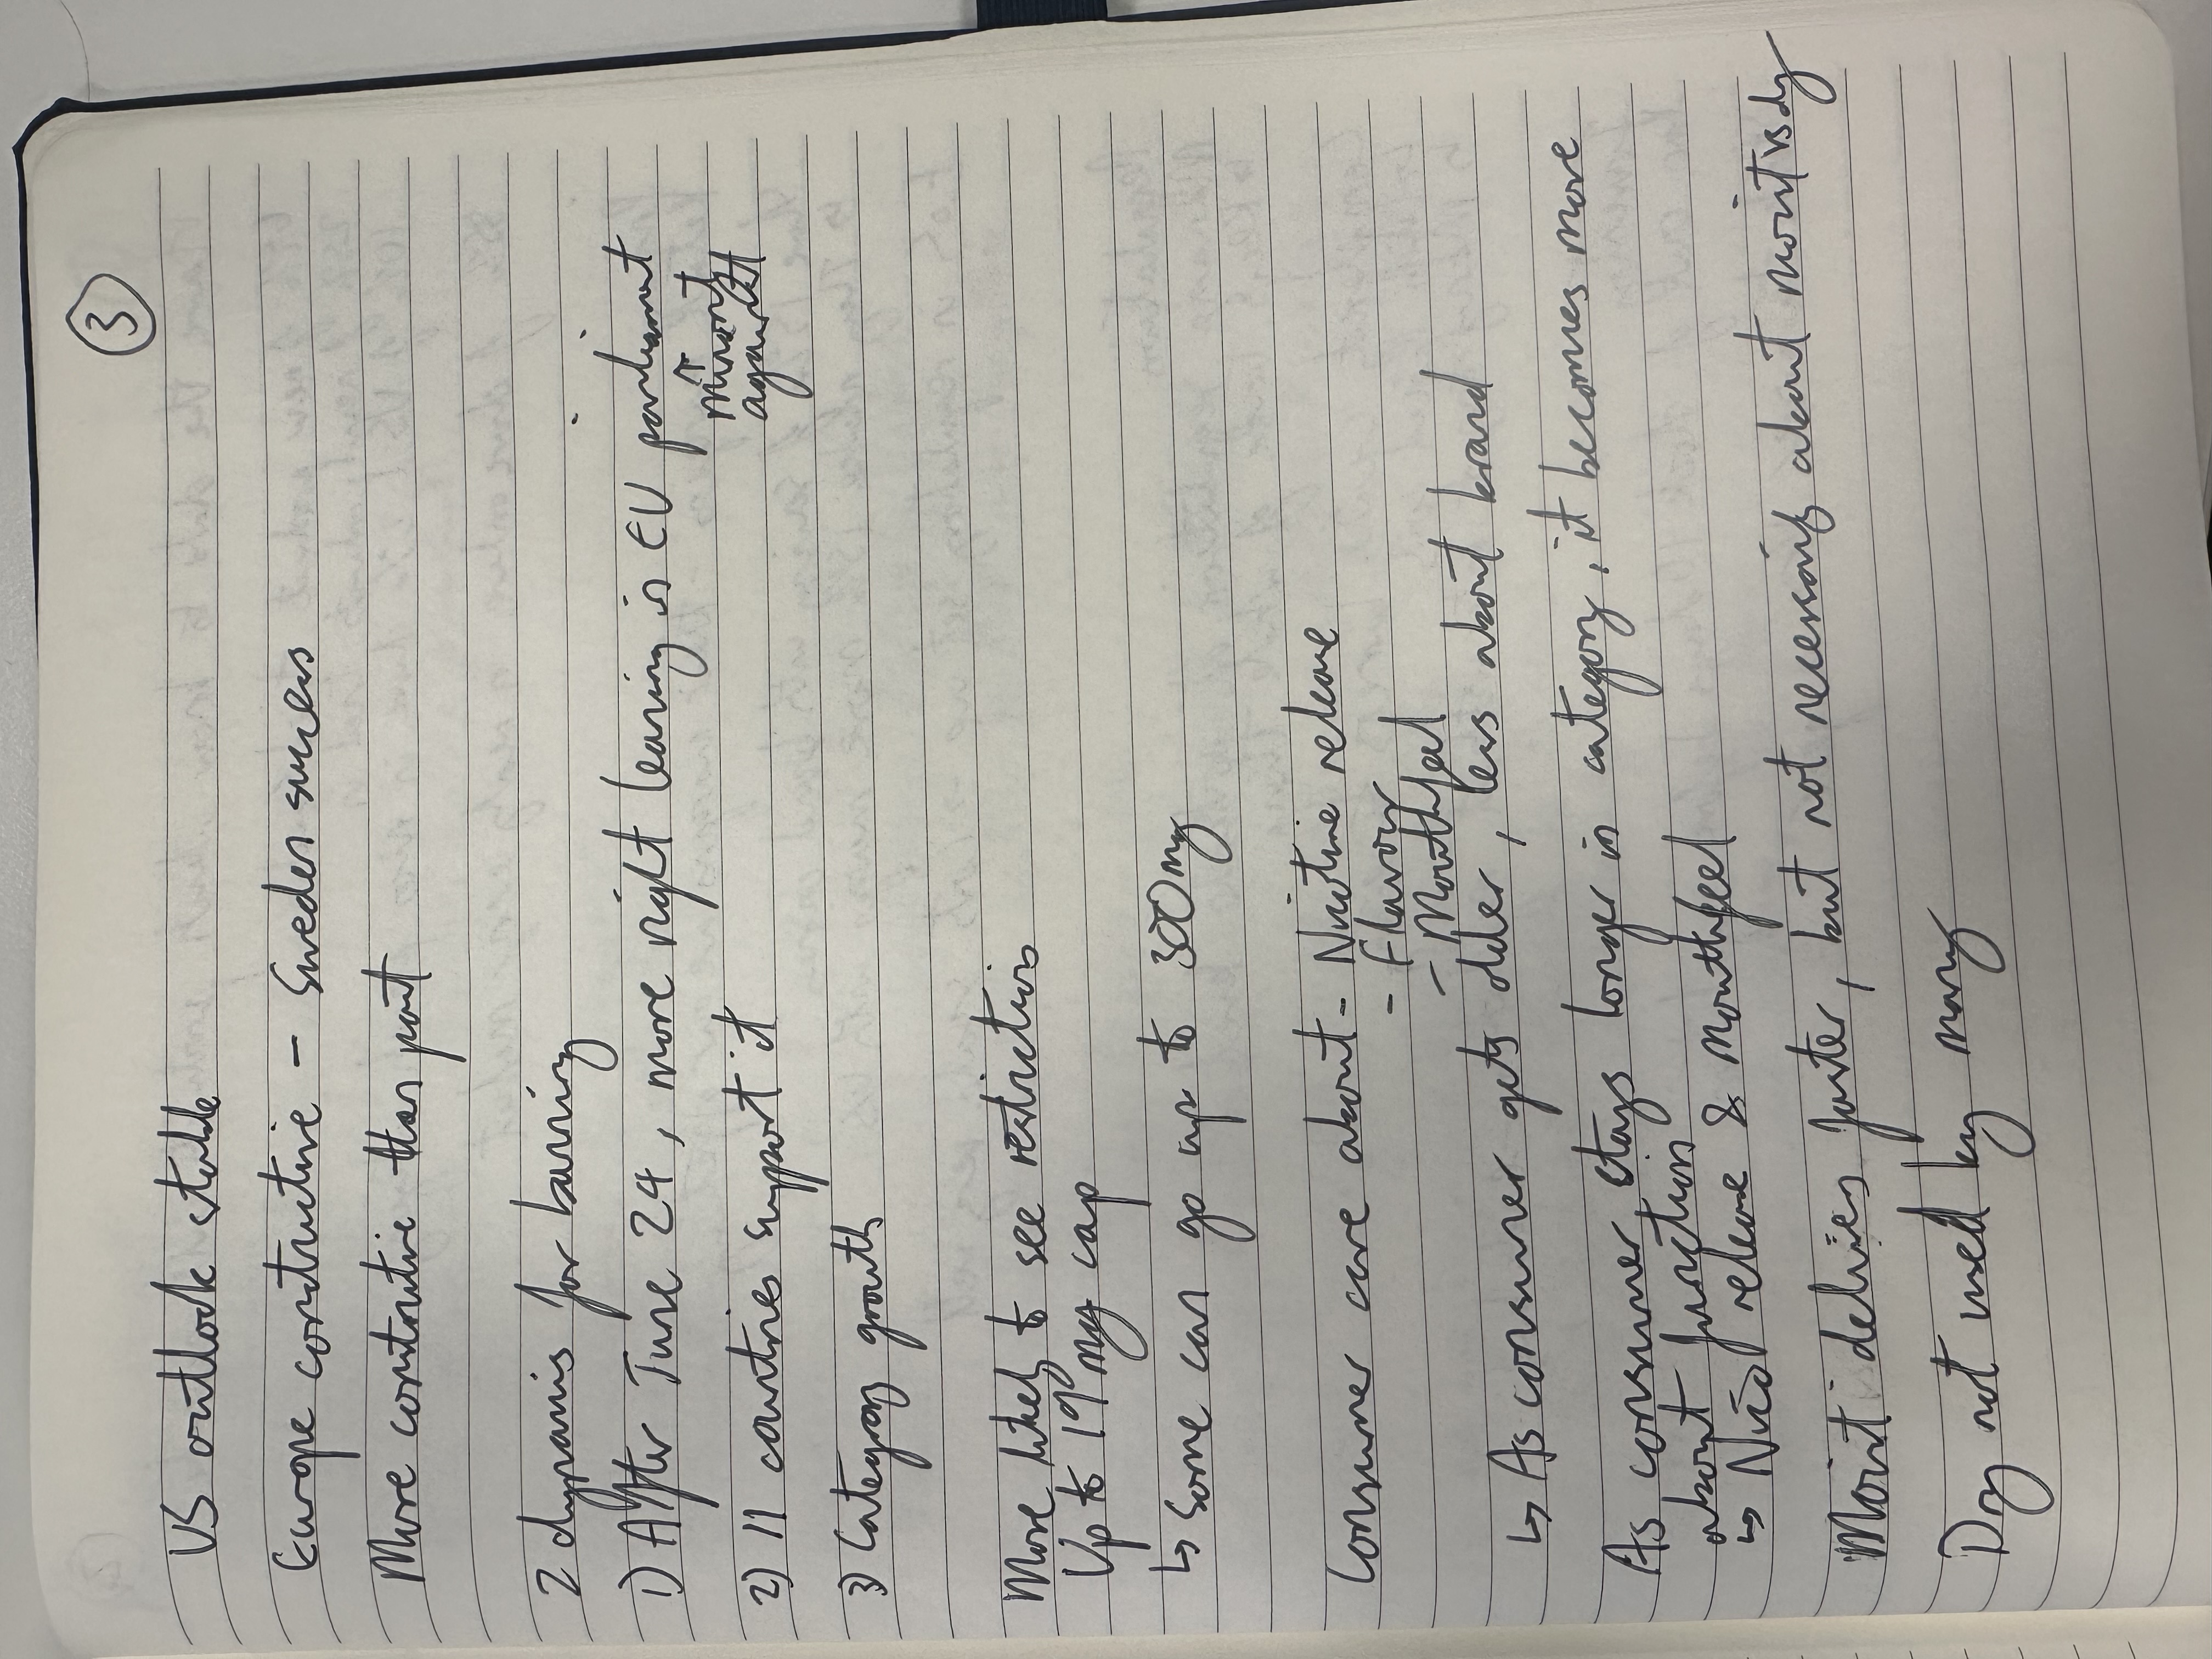 3
US outlook stable
Europe constructive - Sweden success
More constructive than past
2 dynamics for banning
1) After June 24, more right leaning in EU parliament
↑
minority
against
2) 11 countries support it
3) Category growth
More likely to see restrictions
Up to 19 mg cap
↳ Some can go up to 300mg
Consumer care about - Nicotine release
- Flavour
- Mouthfeel
↳ As consumer gets older, less about brand
As consumer stays longer in category, it becomes more
about function
↳ Nico release & mouthfeel
Moist delivers faster, but not necessarily about moist vs dry
Dry not used by many